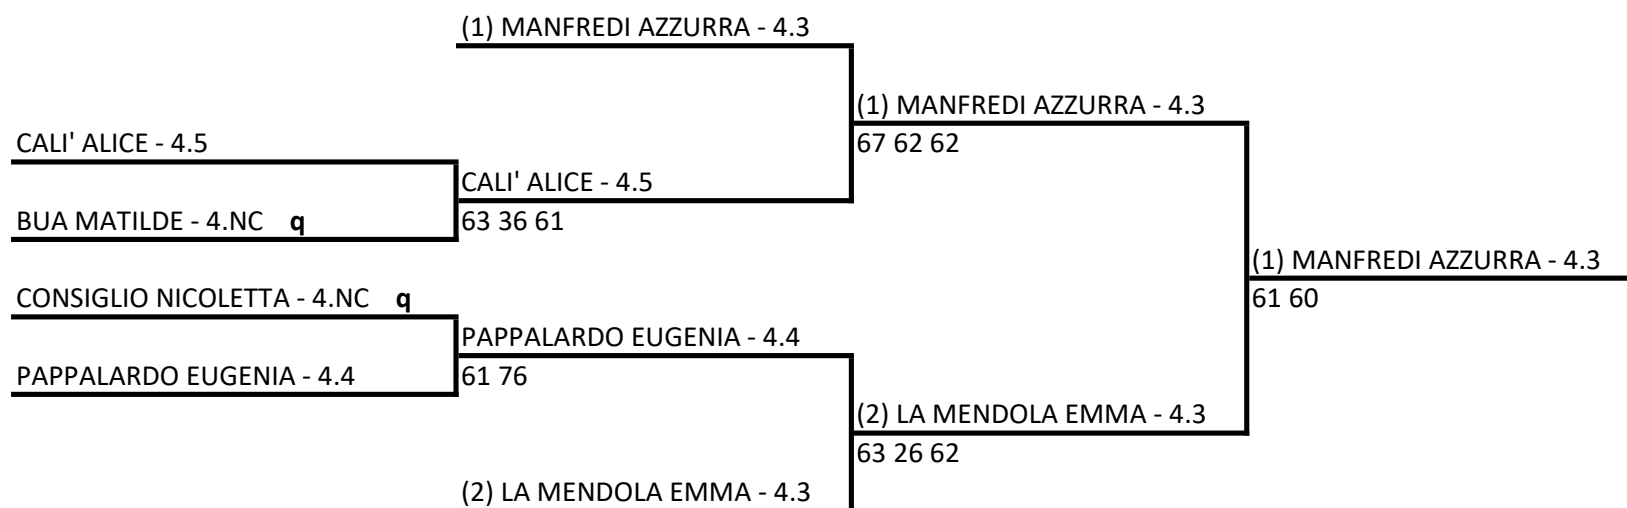 (1) MANFREDI AZZURRA - 4.3
(1) MANFREDI AZZURRA - 4.3
CALI' ALICE - 4.5
67 62 62
CALI' ALICE - 4.5
BUA MATILDE - 4.NC q
63 36 61
(1) MANFREDI AZZURRA - 4.3
CONSIGLIO NICOLETTA - 4.NC q
61 60
PAPPALARDO EUGENIA - 4.4
PAPPALARDO EUGENIA - 4.4
61 76
(2) LA MENDOLA EMMA - 4.3
63 26 62
(2) LA MENDOLA EMMA - 4.3